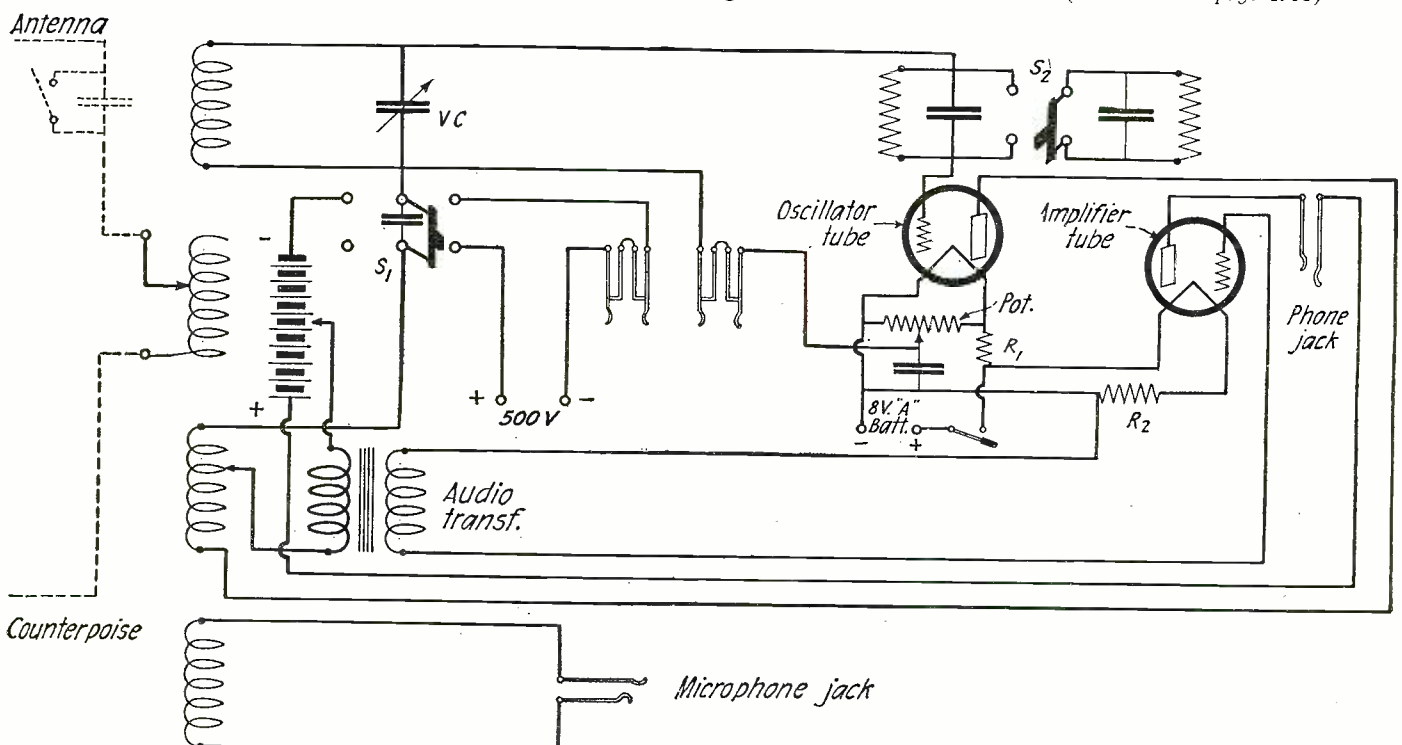 Antenna
VC
S2
Oscillator
tube
Amplifier
tube
-
S1
Pot.
R1
Phone
jack
+
+ 500 V -
8V. "A"
Batt.
- +
R2
Audio
transf.
Counterpoise
Microphone jack